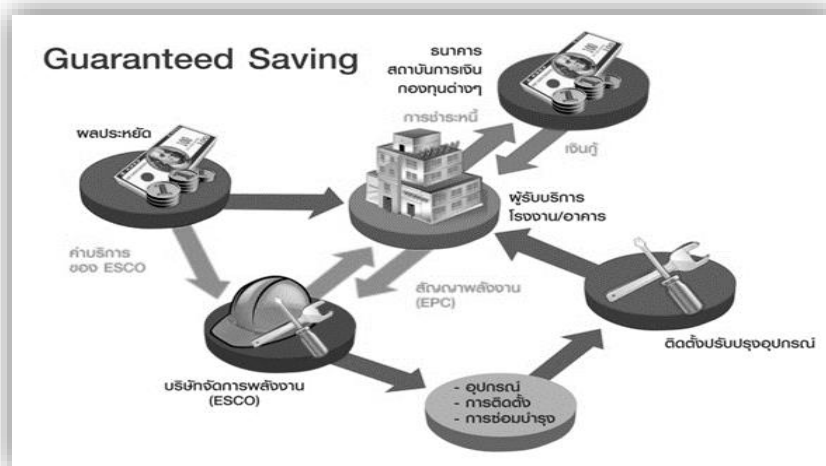 Guaranteed Saving
ธนาคาร
สถาบันการเงิน
กองทุนต่างๆ
การชำระหนี้
เงินกู้
ผลประหยัด
ผู้รับบริการ
โรงงาน/อาคาร
ค่าบริการ
ของ ESCO
สัญญาพลังงาน
(EPC)
ติดตั้งปรับปรุงอุปกรณ์
บริษัทจัดการพลังงาน
(ESCO)
- อุปกรณ์
- การติดตั้ง
- การซ่อมบำรุง